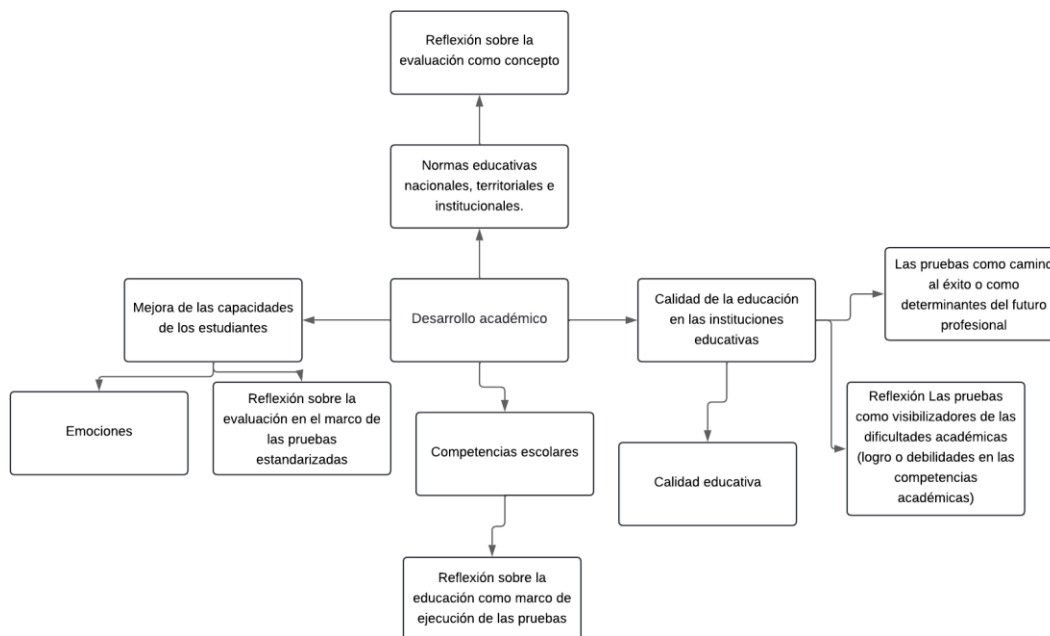 Reflexión sobre la
evaluación como concepto
Normas educativas
nacionales, territoriales e
institucionales.
Mejora de las capacidades
de los estudiantes
Desarrollo académico
Calidad de la educación
en las instituciones
educativas
Las pruebas como camino
al éxito o como
determinantes del futuro
profesional
Emociones
Reflexión sobre la
evaluación en el marco de
las pruebas
estandarizadas
Competencias escolares
Calidad educativa
Reflexión Las pruebas
como visibilizadores de las
dificultades académicas
(logro o debilidades en las
competencias
académicas)
Reflexión sobre la
educación como marco de
ejecución de las pruebas